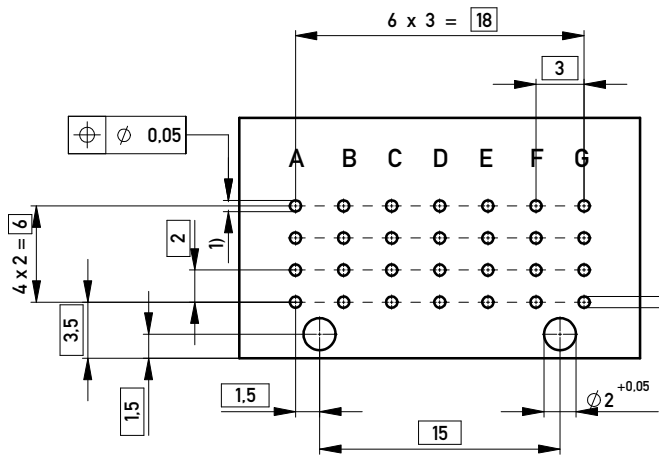 6 x 3 = 18
3
⌖ ⌀ 0,05
A B C D E F G
4 x 2 = 6
2
1)
3,5
1,5
1,5
15
⌀2 +0,05